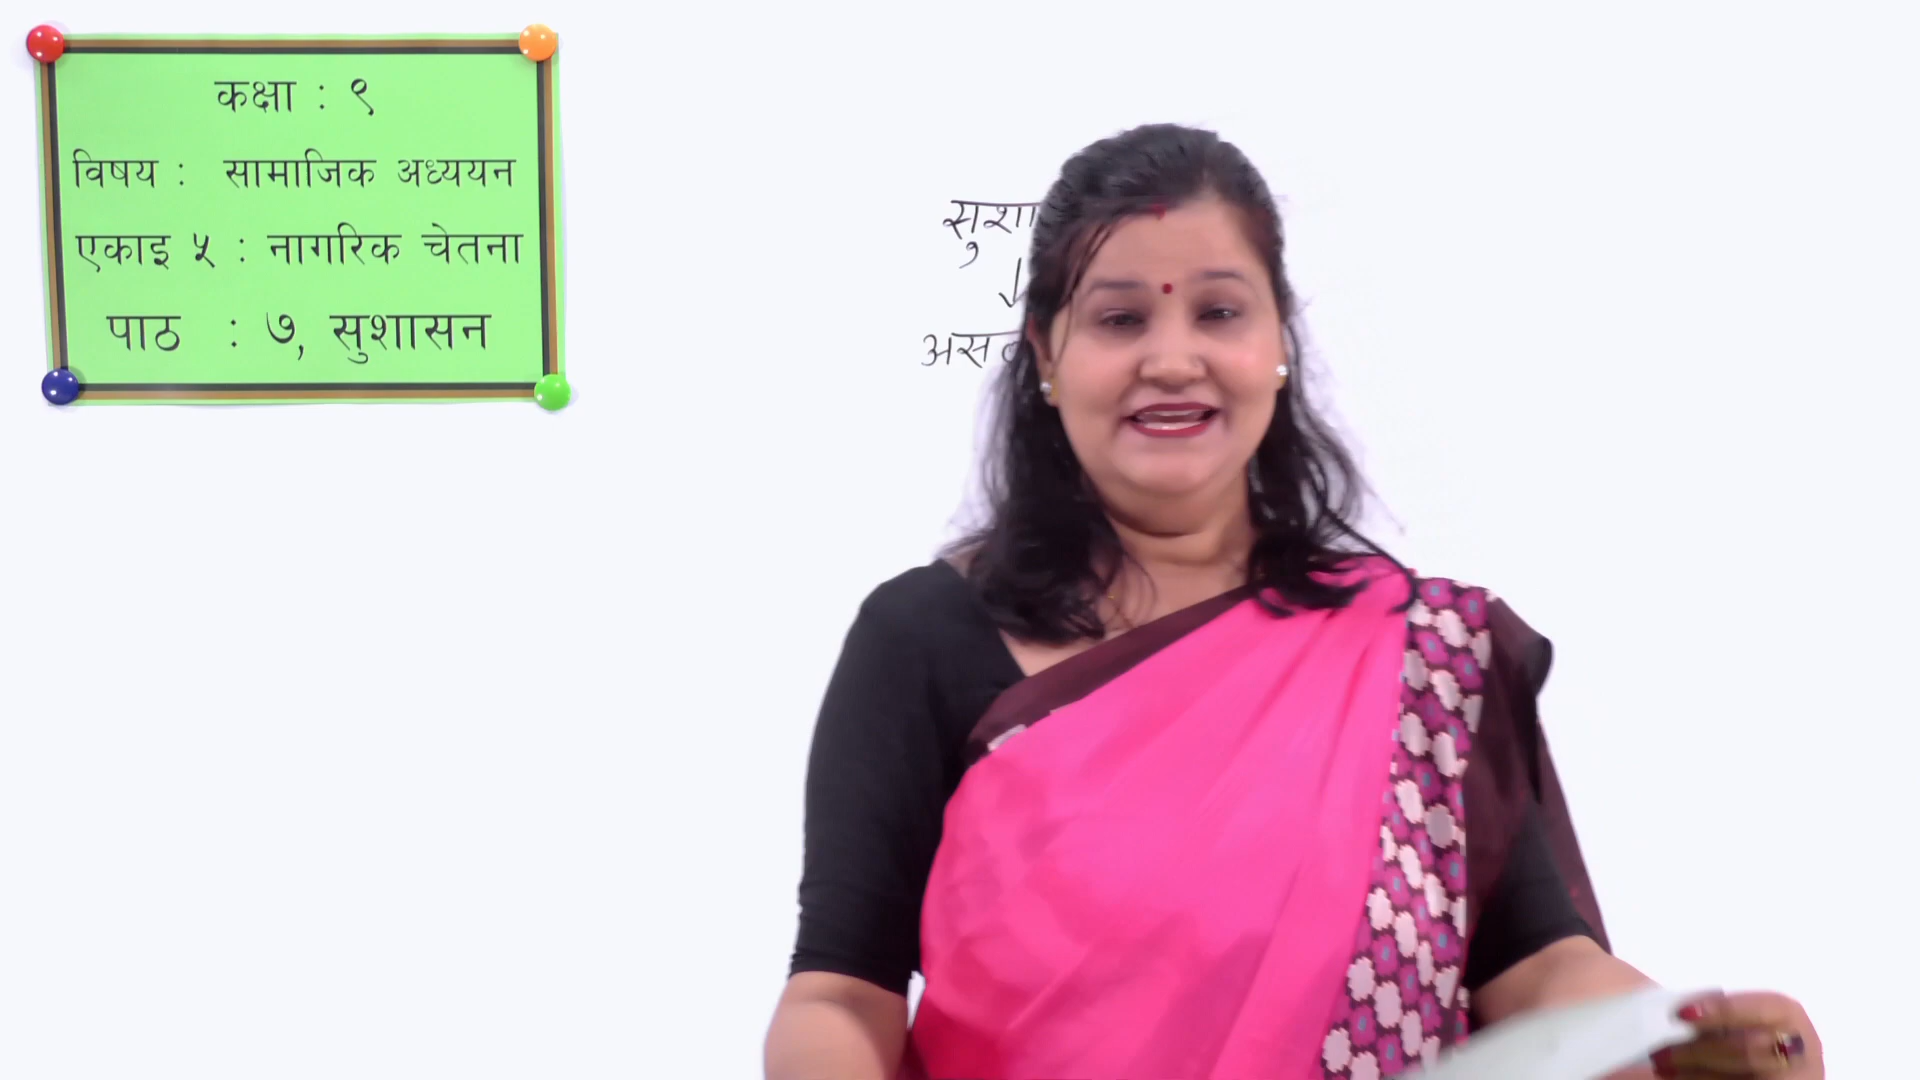 कक्षा : ९
विषय : सामाजिक अध्ययन
एकाइ ५ : नागरिक चेतना
पाठ : ७, सुशासन